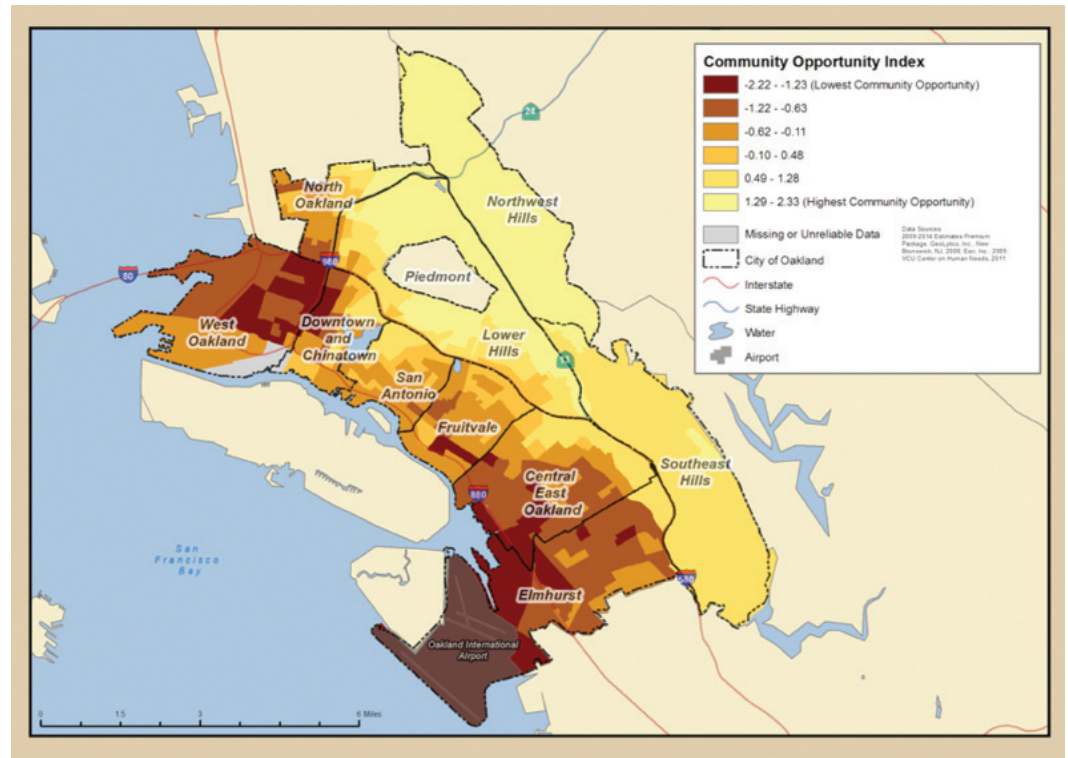 Community Opportunity Index
-2.22 - -1.23 (Lowest Community Opportunity)
-1.22 - -0.63
-0.62 - -0.11
-0.10 - 0.48
0.49 - 1.28
1.29 - 2.33 (Highest Community Opportunity)
Missing or Unreliable Data
City of Oakland
Interstate
State Highway
Water
Airport
Data Sources:
2009-2014 Estimates Premium
Package, GeoLytics, Inc., New
Brunswick, NJ, 2009; Esri, Inc., 2009;
VCU Center on Human Needs, 2011
24
North
Oakland
Northwest
Hills
980
80
Piedmont
West
Oakland
Downtown
and
Chinatown
Lower
Hills
13
San
Antonio
Fruitvale
Southeast
Hills
Central
East
Oakland
880
San
Francisco
Bay
Elmhurst
Oakland International
Airport
0 1.5 3 6 Miles